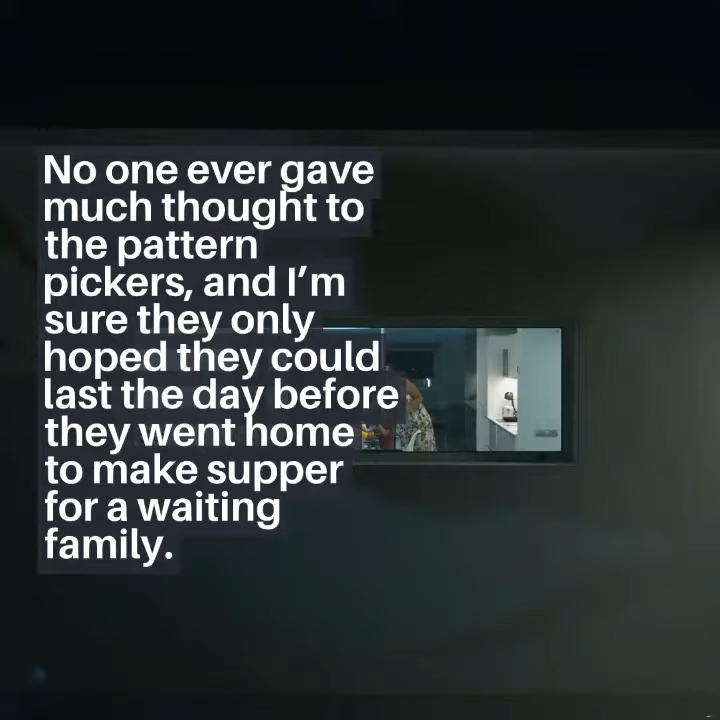 No one ever gave
much thought to
the pattern
pickers, and I’m
sure they only
hoped they could
last the day before
they went home
to make supper
for a waiting
family.